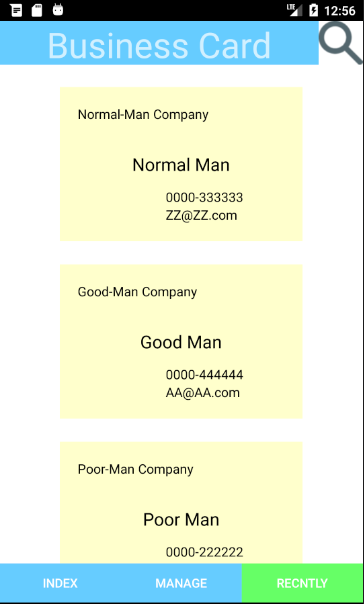 LTE 12:56
Business Card
Normal-Man Company
Normal Man
0000-333333
ZZ@ZZ.com
Good-Man Company
Good Man
0000-444444
AA@AA.com
Poor-Man Company
Poor Man
0000-222222
INDEX MANAGE RECNTLY